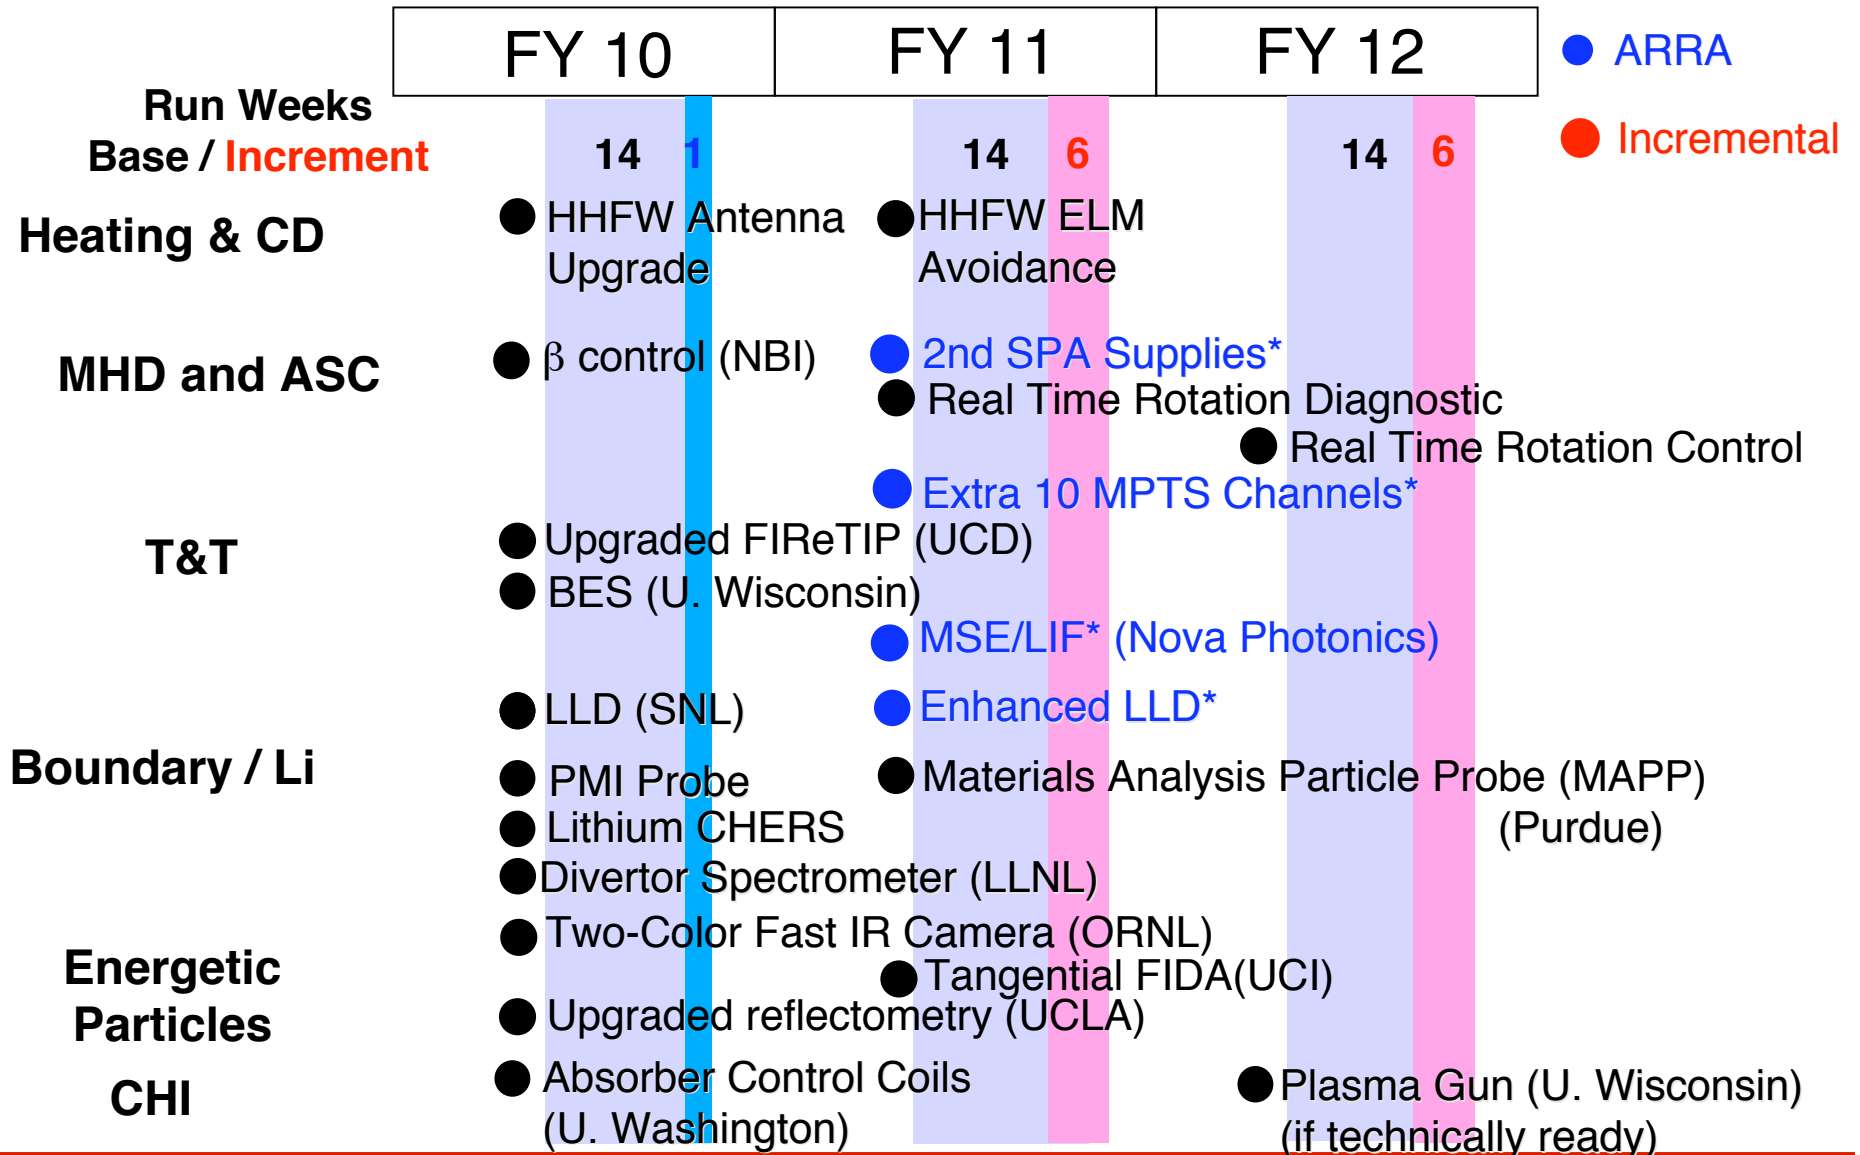 FY 10 FY 11 FY 12
ARRA
Incremental
Run Weeks
Base / Increment
14 1 14 6 14 6
Heating & CD
HHFW Antenna
Upgrade
HHFW ELM
Avoidance
MHD and ASC
β control (NBI)
2nd SPA Supplies*
Real Time Rotation Diagnostic
Real Time Rotation Control
Extra 10 MPTS Channels*
T&T
Upgraded FIReTIP (UCD)
BES (U. Wisconsin)
MSE/LIF* (Nova Photonics)
LLD (SNL)
Enhanced LLD*
Boundary / Li
PMI Probe
Materials Analysis Particle Probe (MAPP)
(Purdue)
Lithium CHERS
Divertor Spectrometer (LLNL)
Two-Color Fast IR Camera (ORNL)
Energetic
Particles
Tangential FIDA(UCI)
Upgraded reflectometry (UCLA)
CHI
Absorber Control Coils
(U. Washington)
Plasma Gun (U. Wisconsin)
(if technically ready)